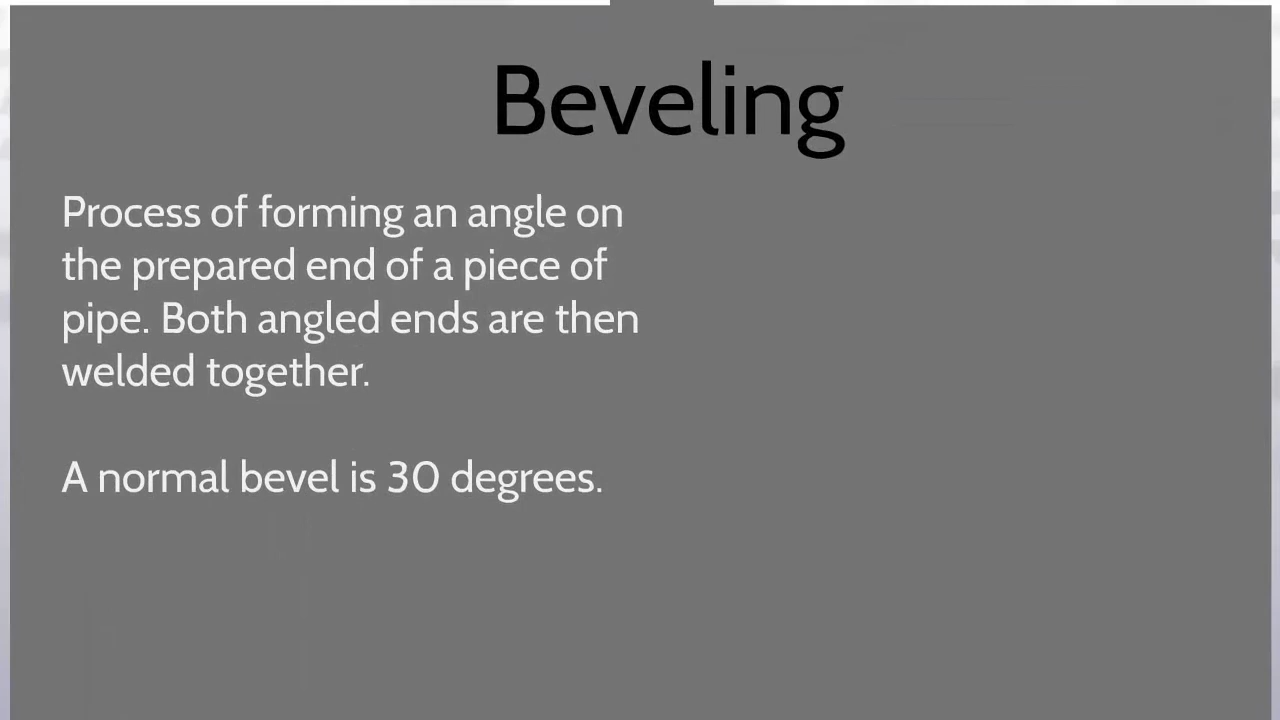 Beveling
Process of forming an angle on
the prepared end of a piece of
pipe. Both angled ends are then
welded together.
A normal bevel is 30 degrees.